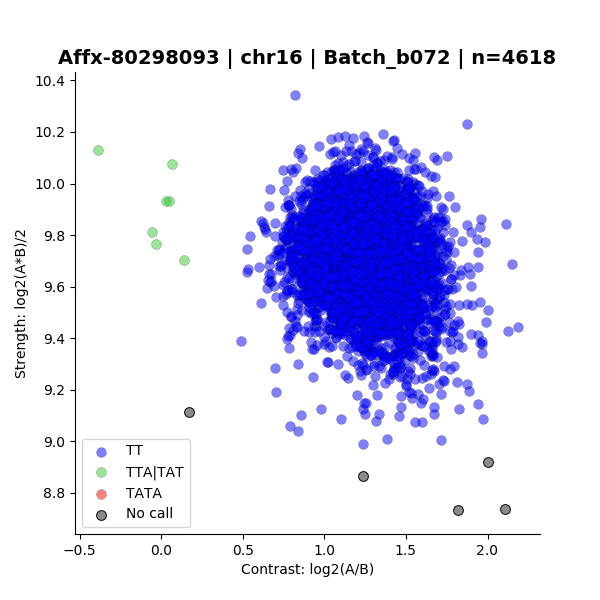 Affx-80298093 | chr16 | Batch_b072 | n=4618
10.4
10.2
10.0
9.8
9.6
9.4
9.2
9.0
8.8
Strength: log2(A*B)/2
TT
TTA|TAT
TATA
No call
−0.5 0.0 0.5 1.0 1.5 2.0
Contrast: log2(A/B)